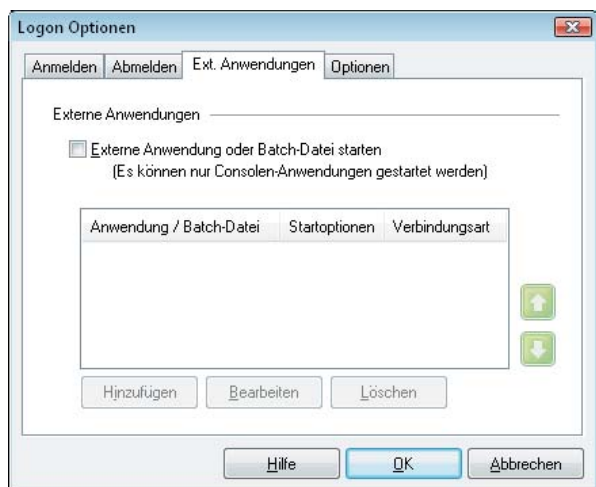 Logon Optionen
Anmelden Abmelden Ext. Anwendungen Optionen
Externe Anwendungen
Externe Anwendung oder Batch-Datei starten
(Es können nur Consolen-Anwendungen gestartet werden)
Anwendung / Batch-Datei Startoptionen Verbindungsart
Hinzufügen Bearbeiten Löschen
Hilfe OK Abbrechen